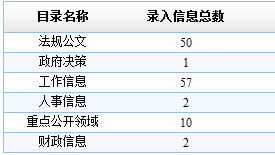 目录名称 录入信息总数
法规公文 50
政府决策 1
工作信息 57
人事信息 2
重点公开领域 10
财政信息 2